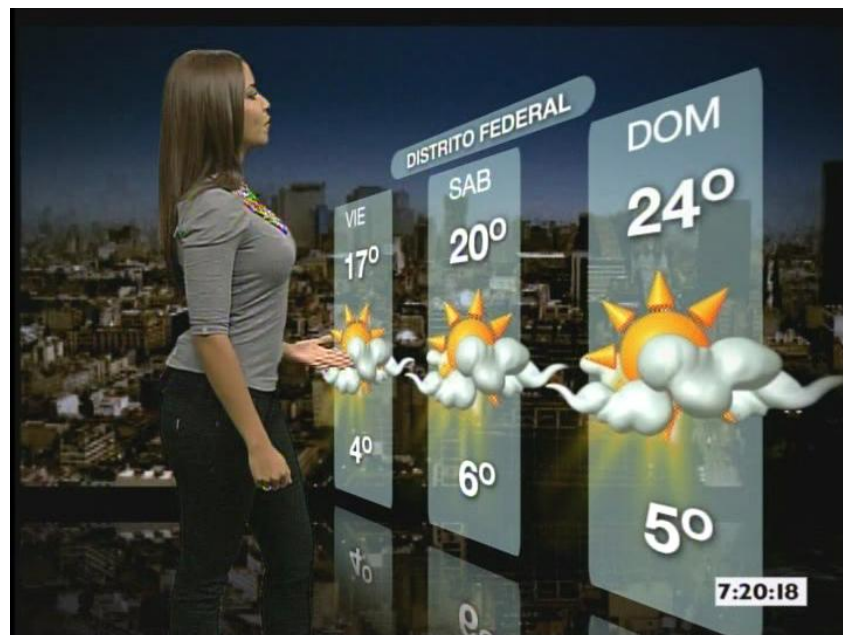 DISTRITO FEDERAL
VIE
17º
4º
SAB
20º
6º
DOM
24º
5º
7:20:18